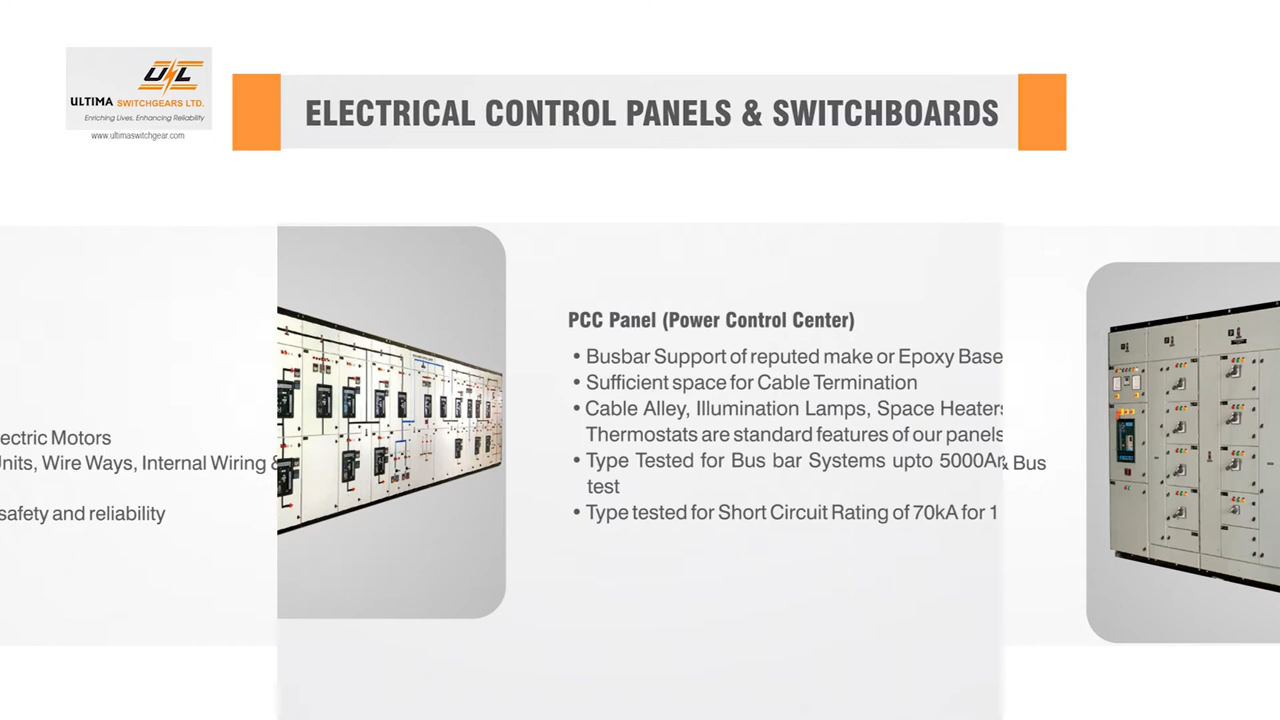 USL
ULTIMA SWITCHGEARS LTD.
Enriching Lives, Enhancing Reliability
www.ultimaswitchgear.com
ELECTRICAL CONTROL PANELS & SWITCHBOARDS
PCC Panel (Power Control Center)
• Busbar Support of reputed make or Epoxy Base
• Sufficient space for Cable Termination
• Cable Alley, Illumination Lamps, Space Heaters
Thermostats are standard features of our panels
• Type Tested for Bus bar Systems upto 5000A
test
• Type tested for Short Circuit Rating of 70kA for 1
ectric Motors
nits, Wire Ways, Internal Wiring &
safety and reliability
& Bus